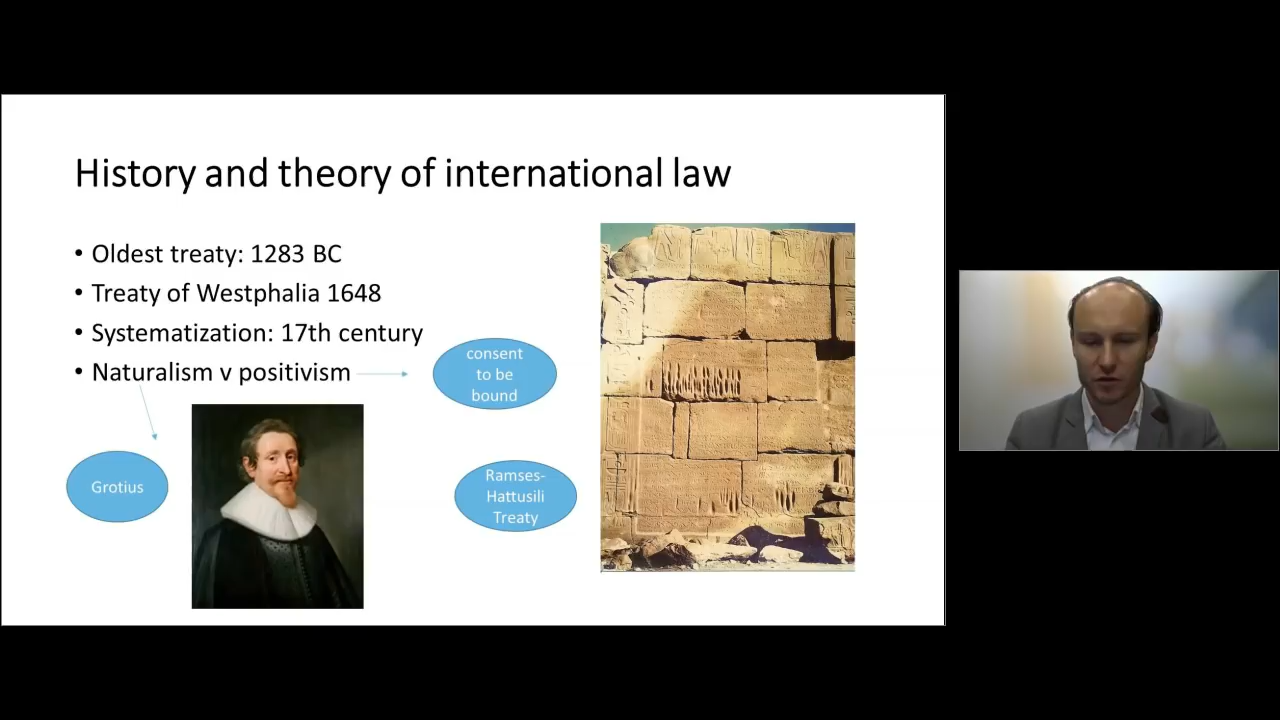 History and theory of international law
• Oldest treaty: 1283 BC
• Treaty of Westphalia 1648
• Systematization: 17th century
• Naturalism v positivism
consent
to be
bound
Grotius
Ramses-
Hattusili
Treaty